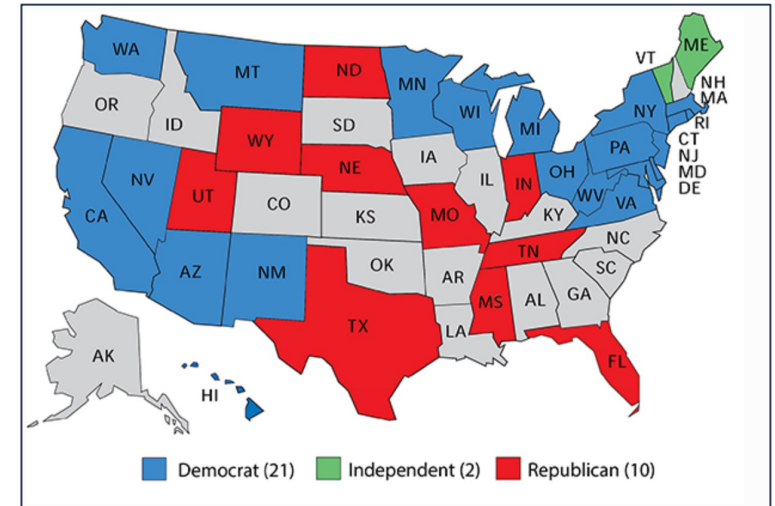 ME
VT
WA
MT
ND
MN
NH
MA
OR
ID
SD
WI
NY
RI
WY
MI
CT
PA
NJ
IA
NE
MD
OH
DE
NV
IL
IN
UT
WV
CO
VA
KS
MO
KY
CA
NC
TN
OK
AZ
NM
AR
SC
MS
AL
GA
TX
LA
AK
FL
HI
Democrat (21)
Independent (2)
Republican (10)